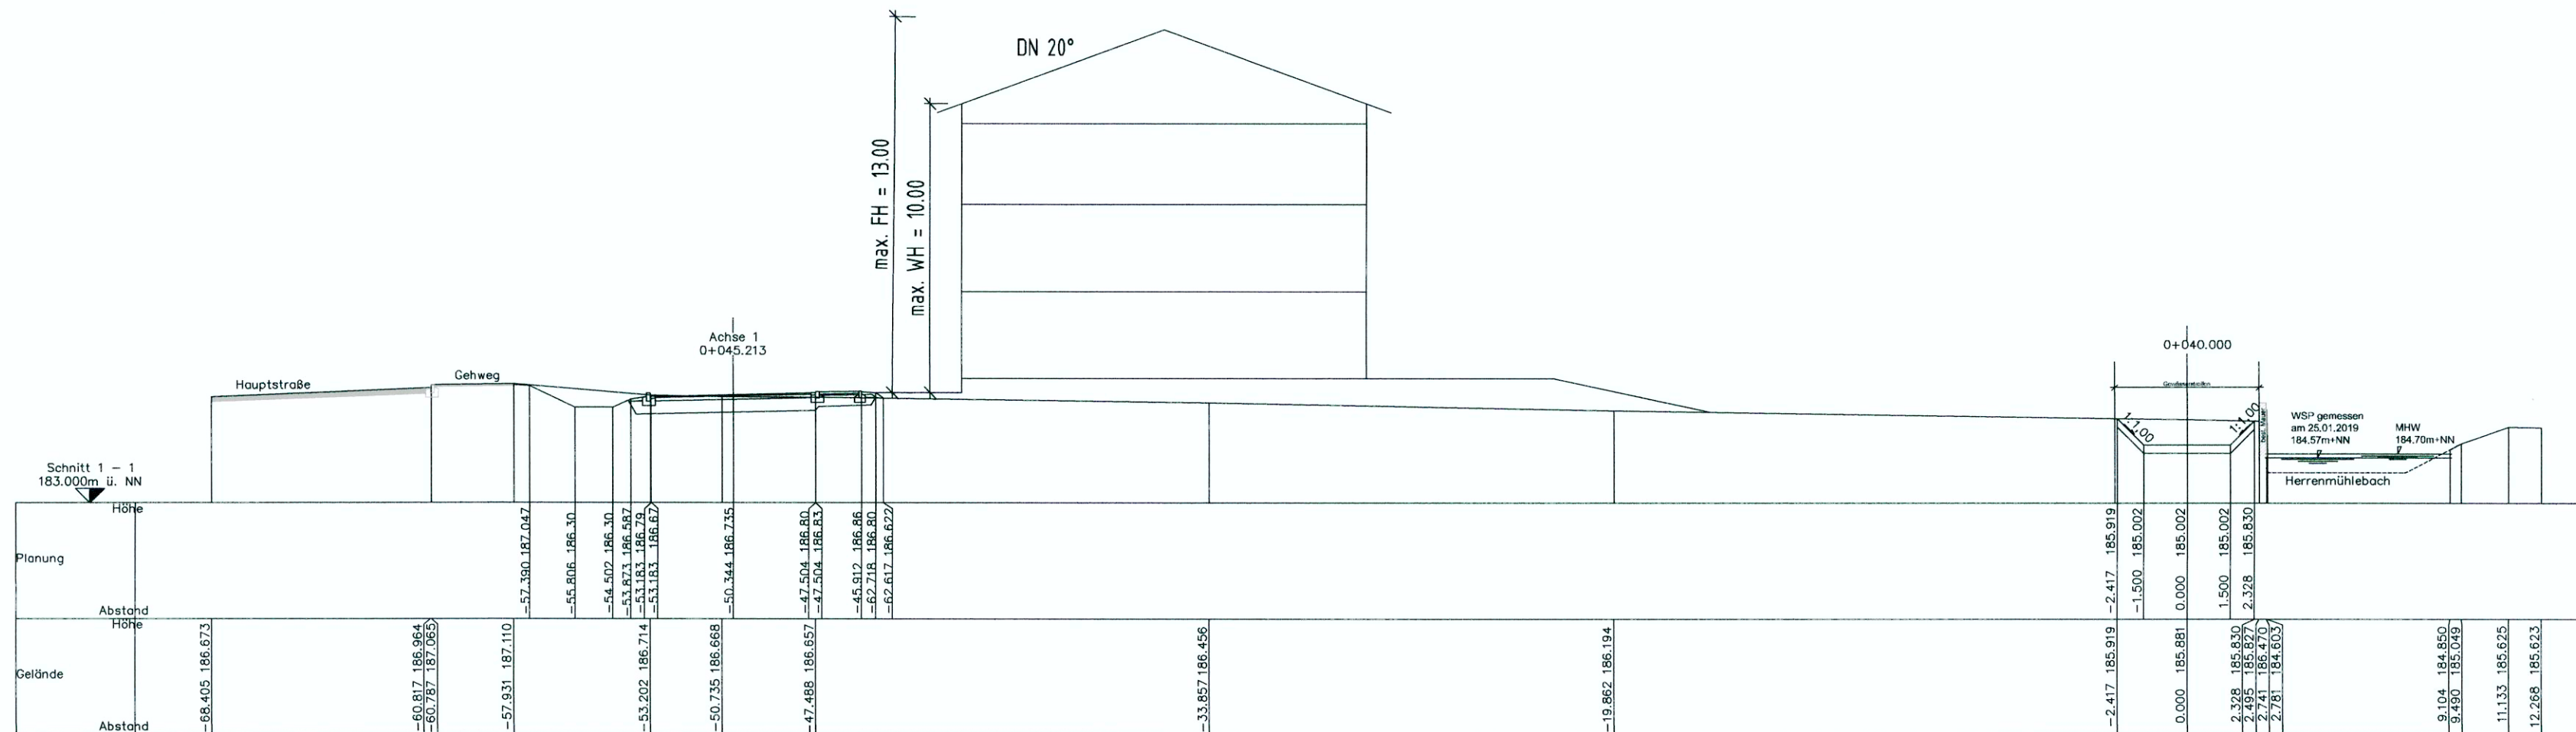 DN 20°
max. FH = 13.00
max. WH = 10.00
Achse 1
0+045.213
0+040.000
Hauptstraße
Gehweg
1:1,00
1:1,00
WSP gemessen
am 25.01.2019
184.57m+NN
MHW
184.70m+NN
Herrenmühlebach
Schnitt 1 - 1
183.000m ü. NN
Höhe
Planung
Abstand
-57.390 187.047
-55.806 186.30
-54.502 186.30
-53.873 186.587
-53.183 186.79
-53.183 186.67
-50.344 186.735
-47.504 186.80
-47.504 186.83
-45.912 186.86
-62.718 186.80
-62.617 186.622
-2.417 185.919
-1.500 185.002
0.000 185.002
1.500 185.002
2.328 185.830
Höhe
Gelände
Abstand
-68.405 186.673
-60.817 186.964
-60.787 187.065
-57.931 187.110
-53.202 186.714
-50.735 186.668
-47.488 186.657
-33.857 186.456
-19.862 186.194
-2.417 185.919
0.000 185.881
2.328 185.830
2.495 185.827
2.741 186.470
2.781 184.603
9.104 184.850
9.490 185.049
11.133 185.625
12.268 185.623